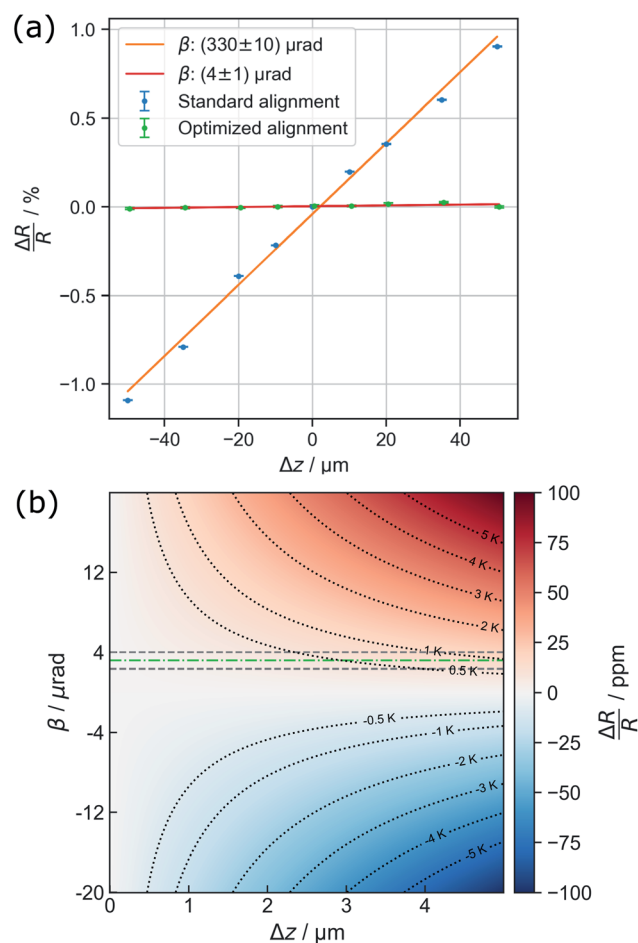 (a)
1.0
0.5
0.0
−0.5
−1.0
ΔR/R / %
β: (330±10) μrad
β: (4±1) μrad
Standard alignment
Optimized alignment
−40 −20 0 20 40
Δz / μm
(b)
12
4
-4
-12
-20
β / μrad
5 K
4 K
3 K
2 K
1 K
0.5 K
-0.5 K
-1 K
-2 K
-3 K
-4 K
-5 K
0 1 2 3 4
Δz / μm
100
75
50
25
0
−25
−50
−75
−100
ΔR/R / ppm